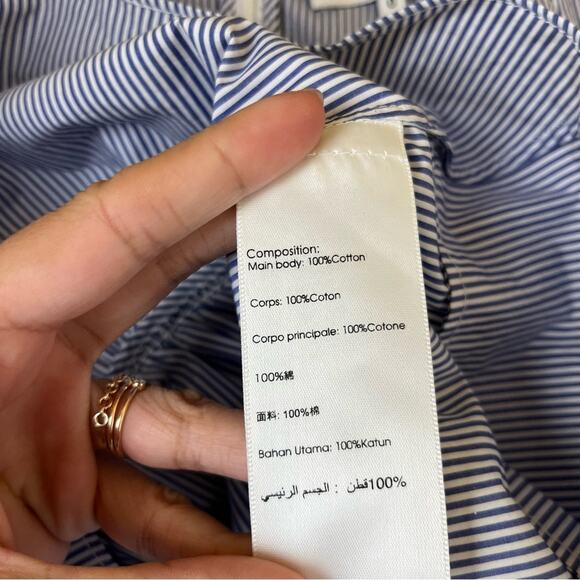 Composition:
Main body: 100%Cotton
Corps: 100%Coton
Corpo principale: 100%Cotone
100%綿
面料: 100%棉
Bahan Utama: 100%Katun
100%قطن : الجسم الرئيسي